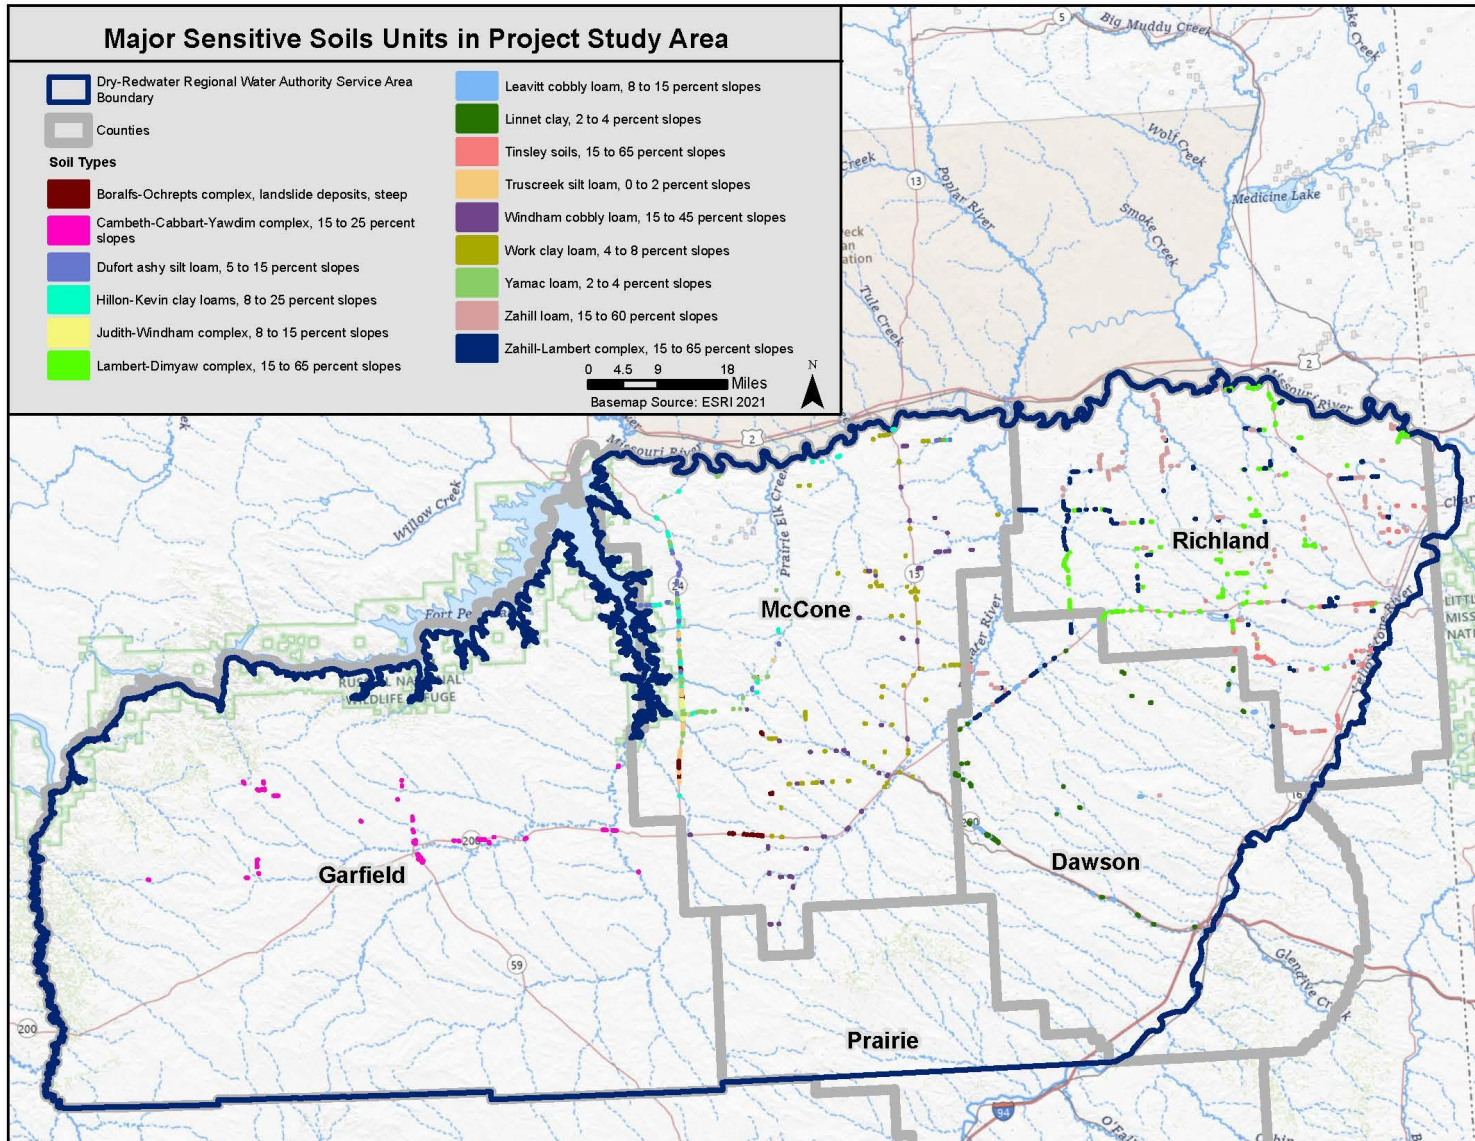 Major Sensitive Soils Units in Project Study Area
Dry-Redwater Regional Water Authority Service Area
Boundary
Counties
Soil Types
Boralfs-Ochrepts complex, landslide deposits, steep
Cambeth-Cabbart-Yawdim complex, 15 to 25 percent
slopes
Dufort ashy silt loam, 5 to 15 percent slopes
Hillon-Kevin clay loams, 8 to 25 percent slopes
Judith-Windham complex, 8 to 15 percent slopes
Lambert-Dimyaw complex, 15 to 65 percent slopes
Leavitt cobbly loam, 8 to 15 percent slopes
Linnet clay, 2 to 4 percent slopes
Tinsley soils, 15 to 65 percent slopes
Truscreek silt loam, 0 to 2 percent slopes
Windham cobbly loam, 15 to 45 percent slopes
Work clay loam, 4 to 8 percent slopes
Yamac loam, 2 to 4 percent slopes
Zahill loam, 15 to 60 percent slopes
Zahill-Lambert complex, 15 to 65 percent slopes
0 4.5 9 18
Miles
N
Basemap Source: ESRI 2021
5
Big Muddy Creek
Creek
Wolf Creek
13
Poplar River
Medicine Lake
Smoke Creek
Tule Creek
2
Missouri River
2
Missouri River
Willow Creek
Prairie Elk Creek
Richland
24
13
McCone
Fort Pe
Yellowstone River
LITTL
MISS
NATI
WILDLIFE
200
200
16
Garfield
Dawson
59
Glendive Creek
200
Prairie
94
O'Fall